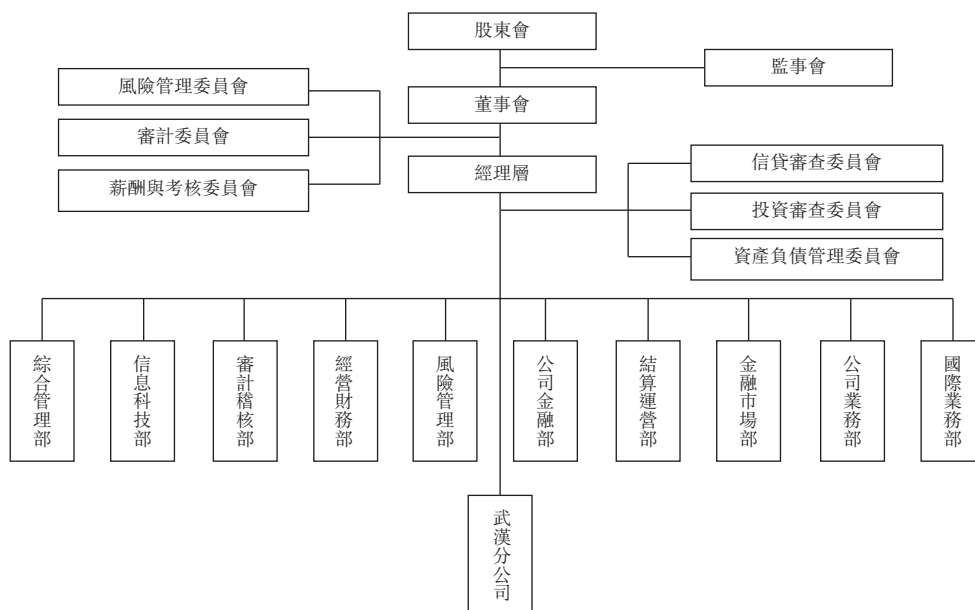 股東會
監事會
風險管理委員會
董事會
審計委員會
經理層
信貸審查委員會
薪酬與考核委員會
投資審查委員會
資產負債管理委員會
綜合管理部
信息科技部
審計稽核部
經營財務部
風險管理部
公司金融部
結算運營部
金融市場部
公司業務部
國際業務部
武漢分公司